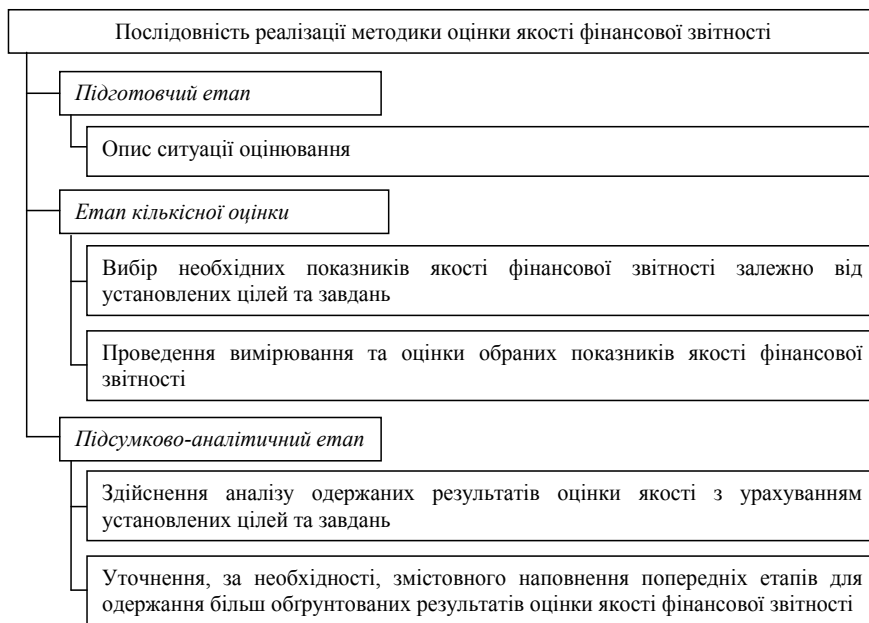 Послідовність реалізації методики оцінки якості фінансової звітності
Підготовчий етап
Опис ситуації оцінювання
Етап кількісної оцінки
Вибір необхідних показників якості фінансової звітності залежно від
установлених цілей та завдань
Проведення вимірювання та оцінки обраних показників якості фінансової
звітності
Підсумково-аналітичний етап
Здійснення аналізу одержаних результатів оцінки якості з урахуванням
установлених цілей та завдань
Уточнення, за необхідності, змістовного наповнення попередніх етапів для
одержання більш обґрунтованих результатів оцінки якості фінансової звітності